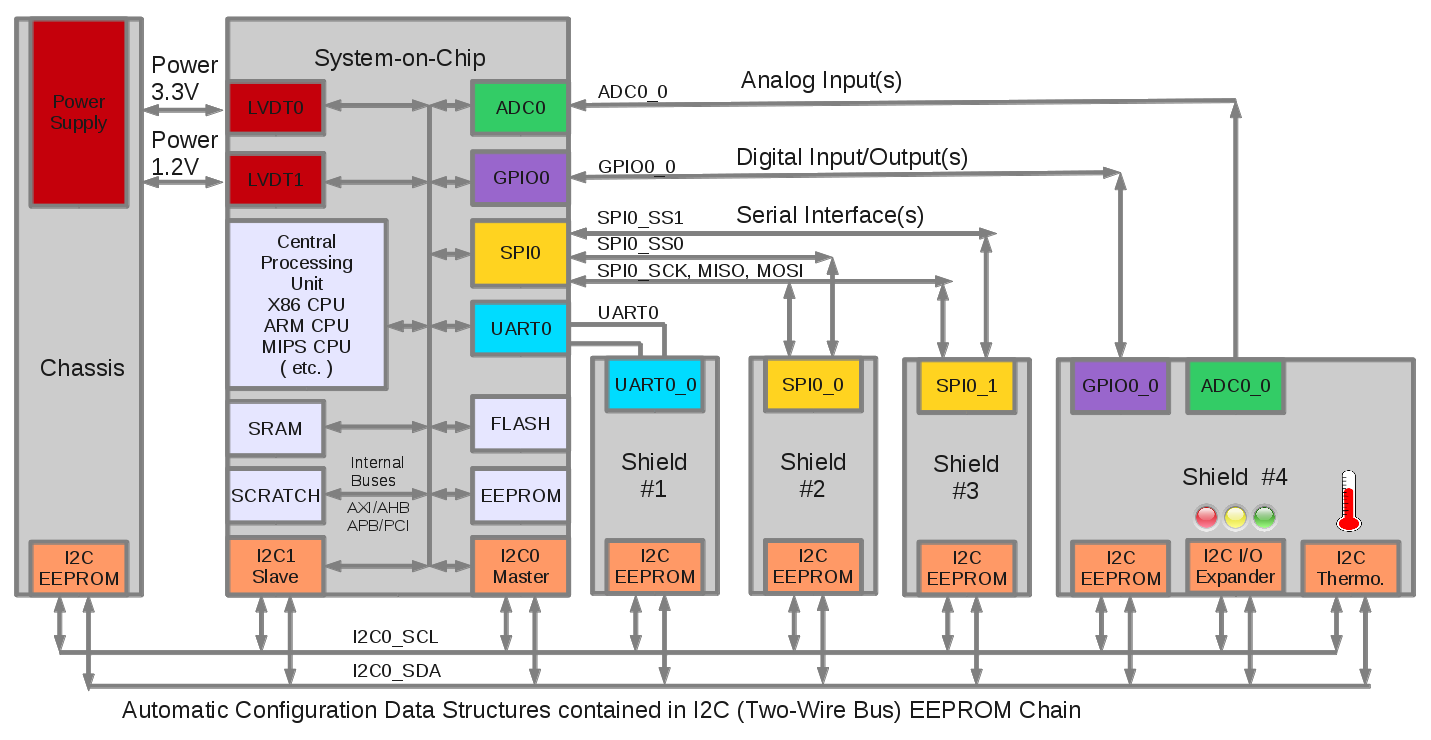 Power
Supply
Chassis
I2C
EEPROM
Power
3.3V
Power
1.2V
System-on-Chip
LVDT0
ADC0
LVDT1
GPIO0
Central
Processing
Unit
X86 CPU
ARM CPU
MIPS CPU
( etc. )
SPI0
UART0
SRAM
FLASH
Internal
Buses
SCRATCH
EEPROM
AXI/AHB
APB/PCI
I2C1
Slave
I2C0
Master
Analog Input(s)
ADC0_0
Digital Input/Output(s)
GPIO0_0
Serial Interface(s)
SPI0_SS1
SPI0_SS0
SPI0_SCK, MISO, MOSI
UART0
UART0_0
Shield
#1
I2C
EEPROM
SPI0_0
Shield
#2
I2C
EEPROM
SPI0_1
Shield
#3
I2C
EEPROM
GPIO0_0
ADC0_0
Shield #4
I2C
EEPROM
I2C I/O
Expander
I2C
Thermo.
I2C0_SCL
I2C0_SDA
Automatic Configuration Data Structures contained in I2C (Two-Wire Bus) EEPROM Chain